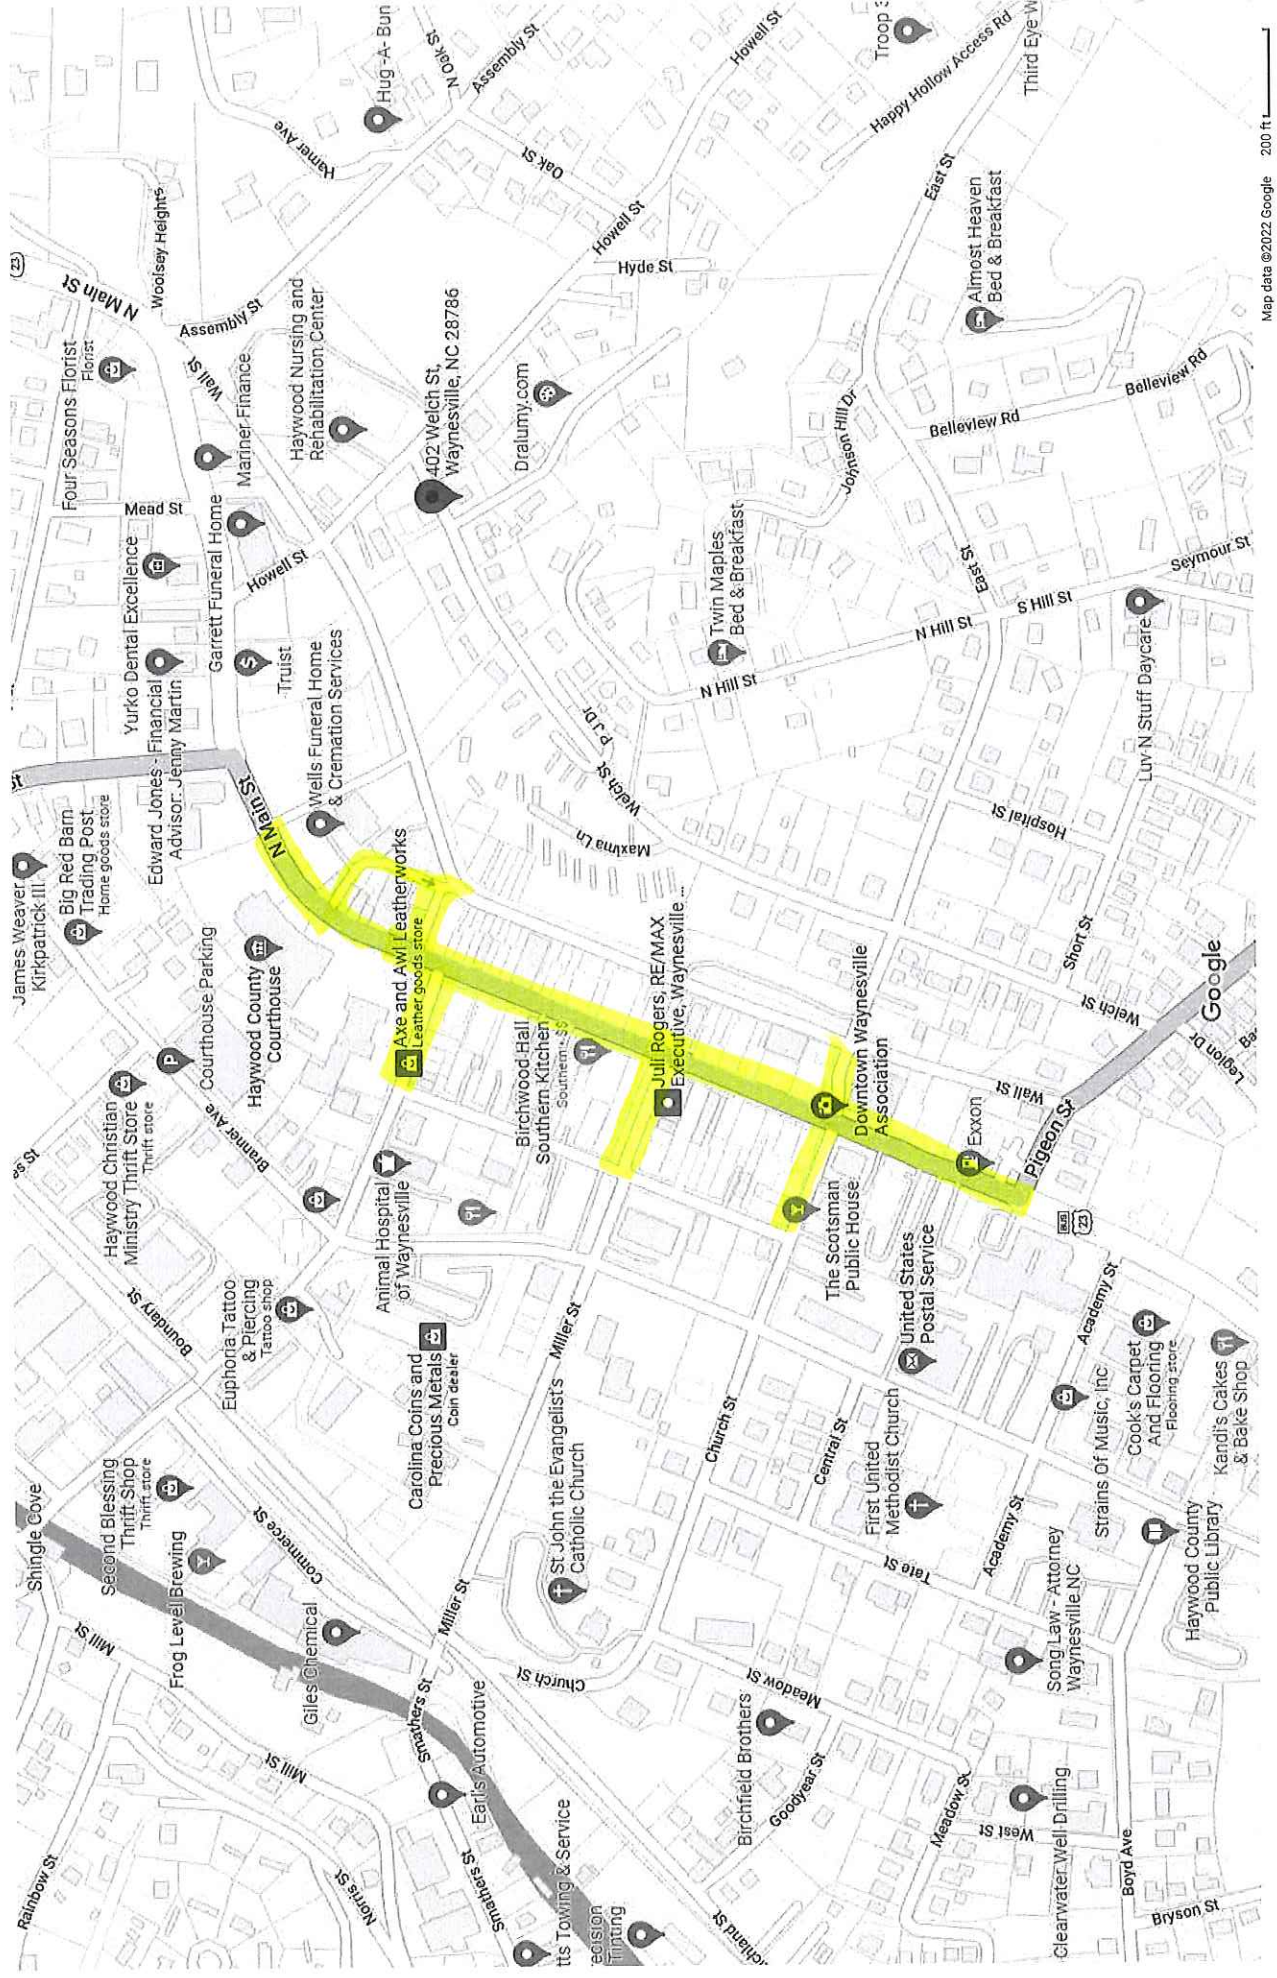 23
N Main St
Woolsey Heights
Assembly St
Hamer Ave
Hug-A- Bun
N Oak St
Assembly St
Howell St
Troop 3
Happy Hollow Access Rd
Third Eye W
Four Seasons Florist
Florist
Wall St
Mariner Finance
Haywood Nursing and
Rehabilitation Center
402 Welch St,
Waynesville, NC 28786
Dralumy.com
Oak St
Howell St
Hyde St
East St
Almost Heaven
Bed & Breakfast
Belleview Rd
Belleview Rd
Johnson Hill Dr
Mead St
Yurko Dental Excellence
Garrett Funeral Home
Howell St
Truist
Edward Jones - Financial
Advisor: Jenny Martin
Wells Funeral Home
& Cremation Services
Twin Maples
Bed & Breakfast
N Hill St
N Hill St
East St
S Hill St
Seymour St
Luv-N Stuff Daycare
P J Dr
Welch St
Maxima Ln
Hospital St
Short St
Welch St
Legion Dr
Ba
Google
St
James Weaver
Kirkpatrick III
Big Red Barn
Trading Post
Home goods store
N Main St
Courthouse Parking
P
Haywood County
Courthouse
Axe and Awl Leatherworks
Leather goods store
Birchwood Hall
Southern Kitchen
Southern • $$
Juli Rogers, RE/MAX
Executive, Waynesville ...
Downtown Waynesville
Association
Exxon
Wall St
Pigeon St
BUS
23
Haywood Christian
Ministry Thrift Store
Thrift store
Branner Ave
Animal Hospital
of Waynesville
The Scotsman
Public House
United States
Postal Service
Boundary St
Euphoria Tattoo
& Piercing
Tattoo shop
Carolina Coins and
Precious Metals
Coin dealer
Miller St
Academy St
Cook's Carpet
And Flooring
Flooring store
Kandi's Cakes
& Bake Shop
Strains Of Music, Inc
Shingle Cove
Second Blessing
Thrift Shop
Thrift store
Frog Level Brewing
Commerce St
Giles Chemical
Miller St
St John the Evangelist's
Catholic Church
Church St
Central St
First United
Methodist Church
Tate St
Academy St
Haywood County
Public Library
Song Law - Attorney
Waynesville NC
Mill St
Mill St
Smathers St
Church St
Meadow St
Birchfield Brothers
Goodyear St
Meadow St
West St
Clearwater Well Drilling
Boyd Ave
Bryson St
Rainbow St
Norris St
Earl's Automotive
Smathers St
tts Towing & Service
ecision
Tinting
ichland St
Map data ©2022 Google
200 ft